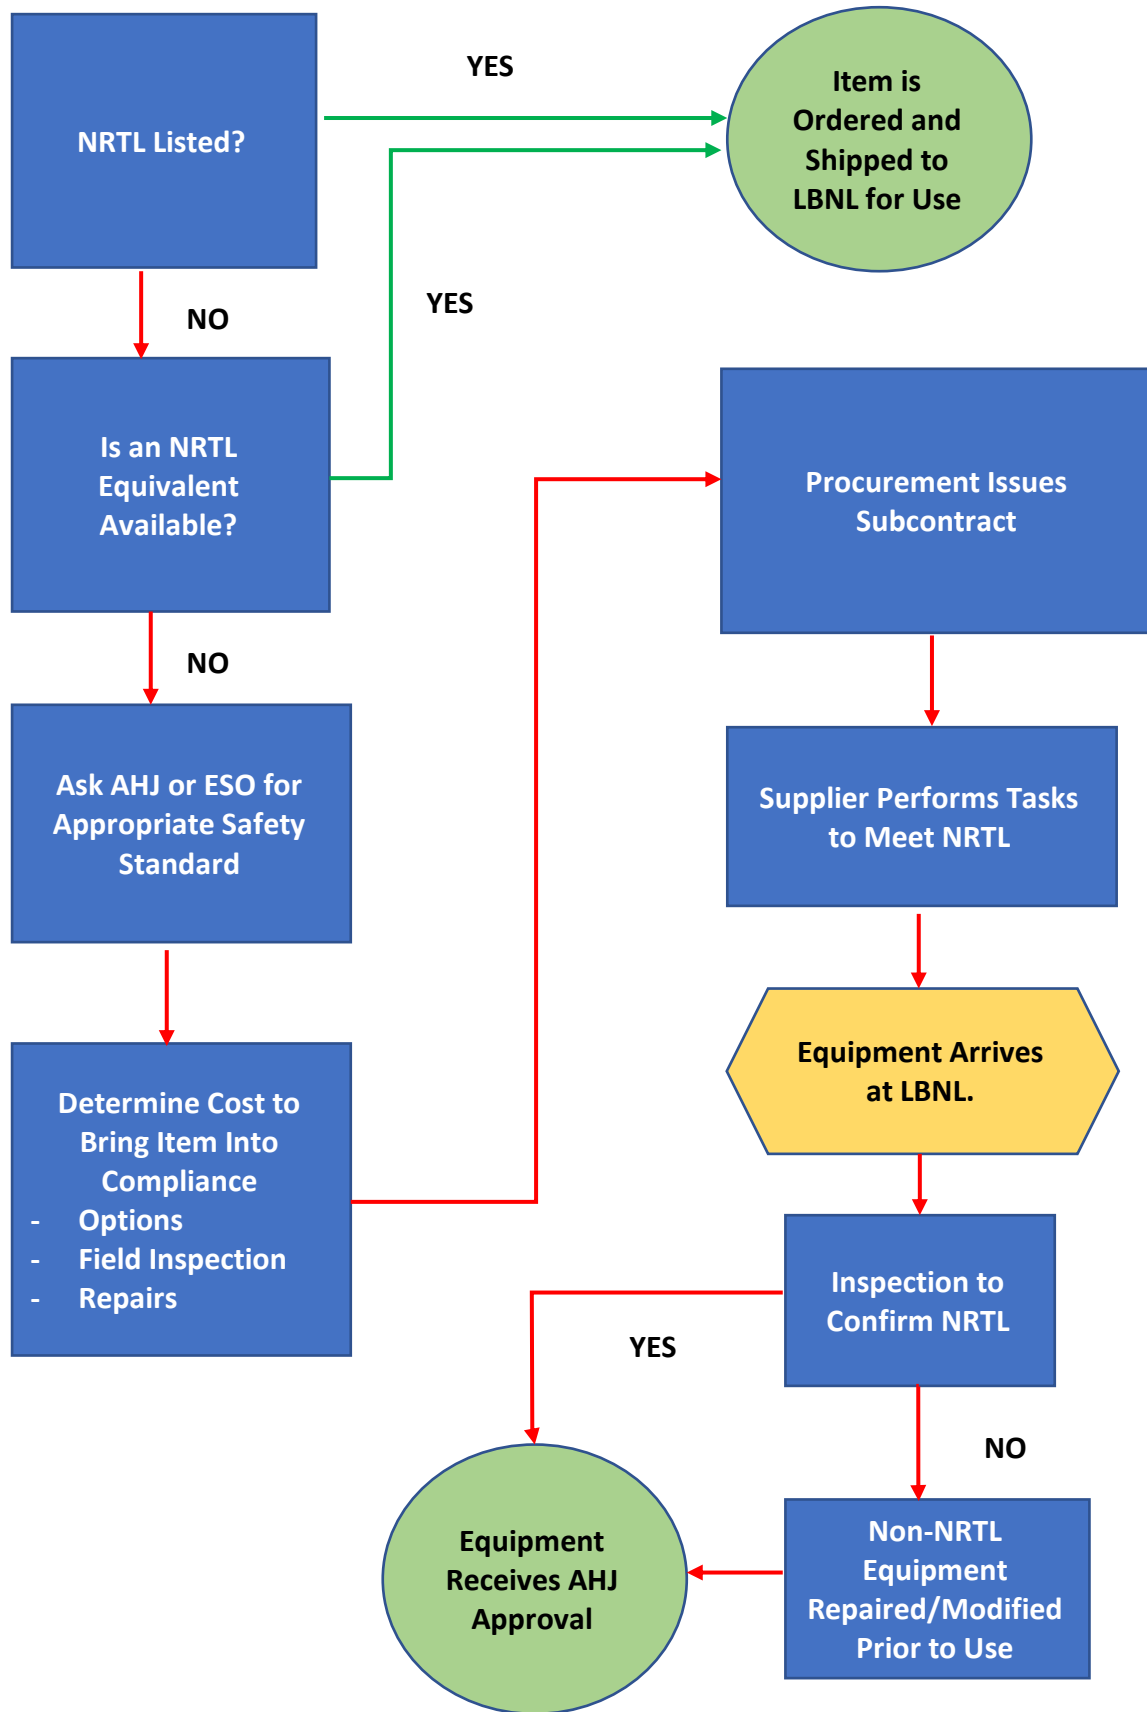 NRTL Listed?
YES
Item is
Ordered and
Shipped to
LBNL for Use
NO
YES
Is an NRTL
Equivalent
Available?
NO
Ask AHJ or ESO for
Appropriate Safety
Standard
Determine Cost to
Bring Item Into
Compliance
- Options
- Field Inspection
- Repairs
Procurement Issues
Subcontract
Supplier Performs Tasks
to Meet NRTL
Equipment Arrives
at LBNL.
Inspection to
Confirm NRTL
YES
NO
Equipment
Receives AHJ
Approval
Non-NRTL
Equipment
Repaired/Modified
Prior to Use